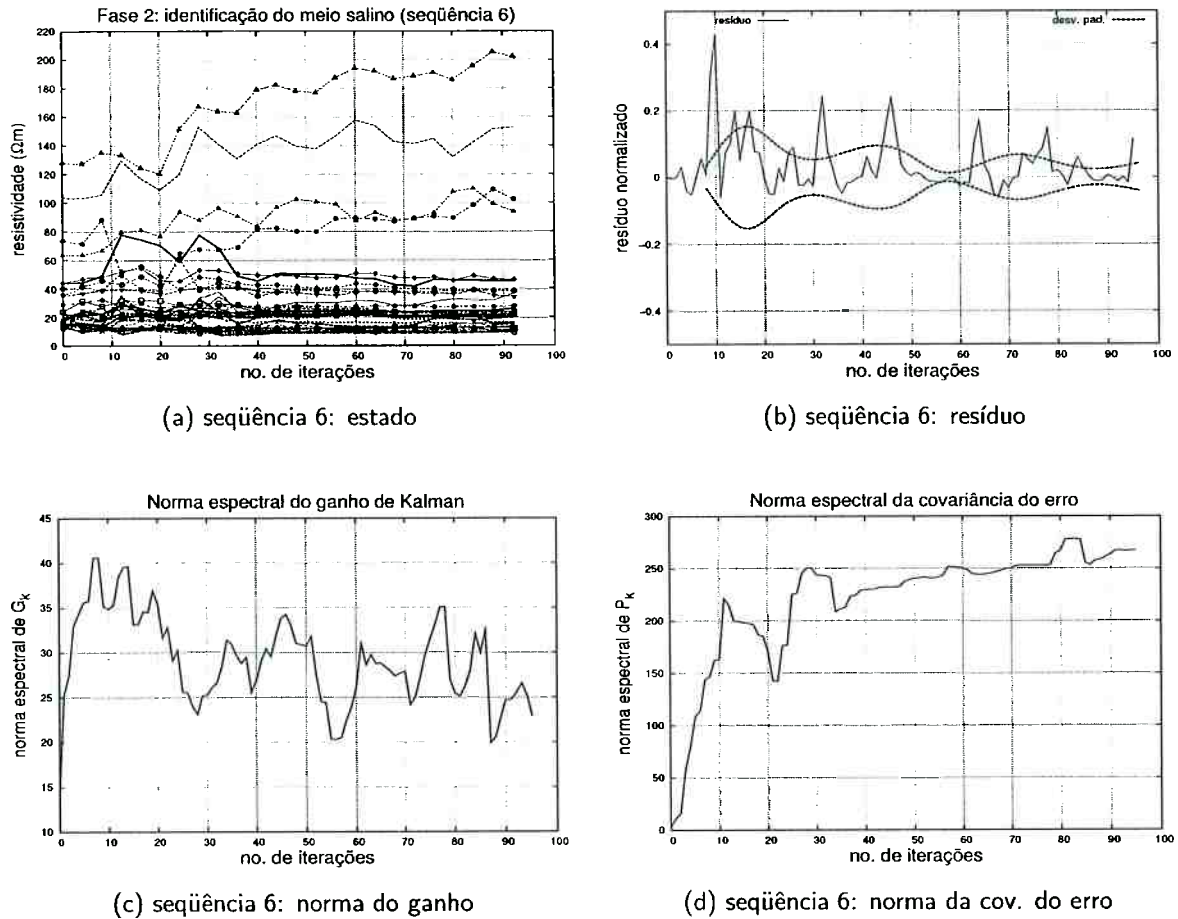 Fase 2: identificação do meio salino (seqüência 6)
resistividade (Ωm)
220
200
180
160
140
120
100
80
60
40
20
0
0 10 20 30 40 50 60 70 80 90 100
no. de iterações
(a) seqüência 6: estado
resíduo
desv. pad.
resíduo normalizado
0.4
0.2
0
-0.2
-0.4
0 10 20 30 40 50 60 70 80 90 100
no. de iterações
(b) seqüência 6: resíduo
Norma espectral do ganho de Kalman
norma espectral de Gk
45
40
35
30
25
20
15
10
0 10 20 30 40 50 60 70 80 90 100
no. de iterações
(c) seqüência 6: norma do ganho
Norma espectral da covariância do erro
norma espectral de Pk
300
250
200
150
100
50
0
0 10 20 30 40 50 60 70 80 90 100
no. de iterações
(d) seqüência 6: norma da cov. do erro